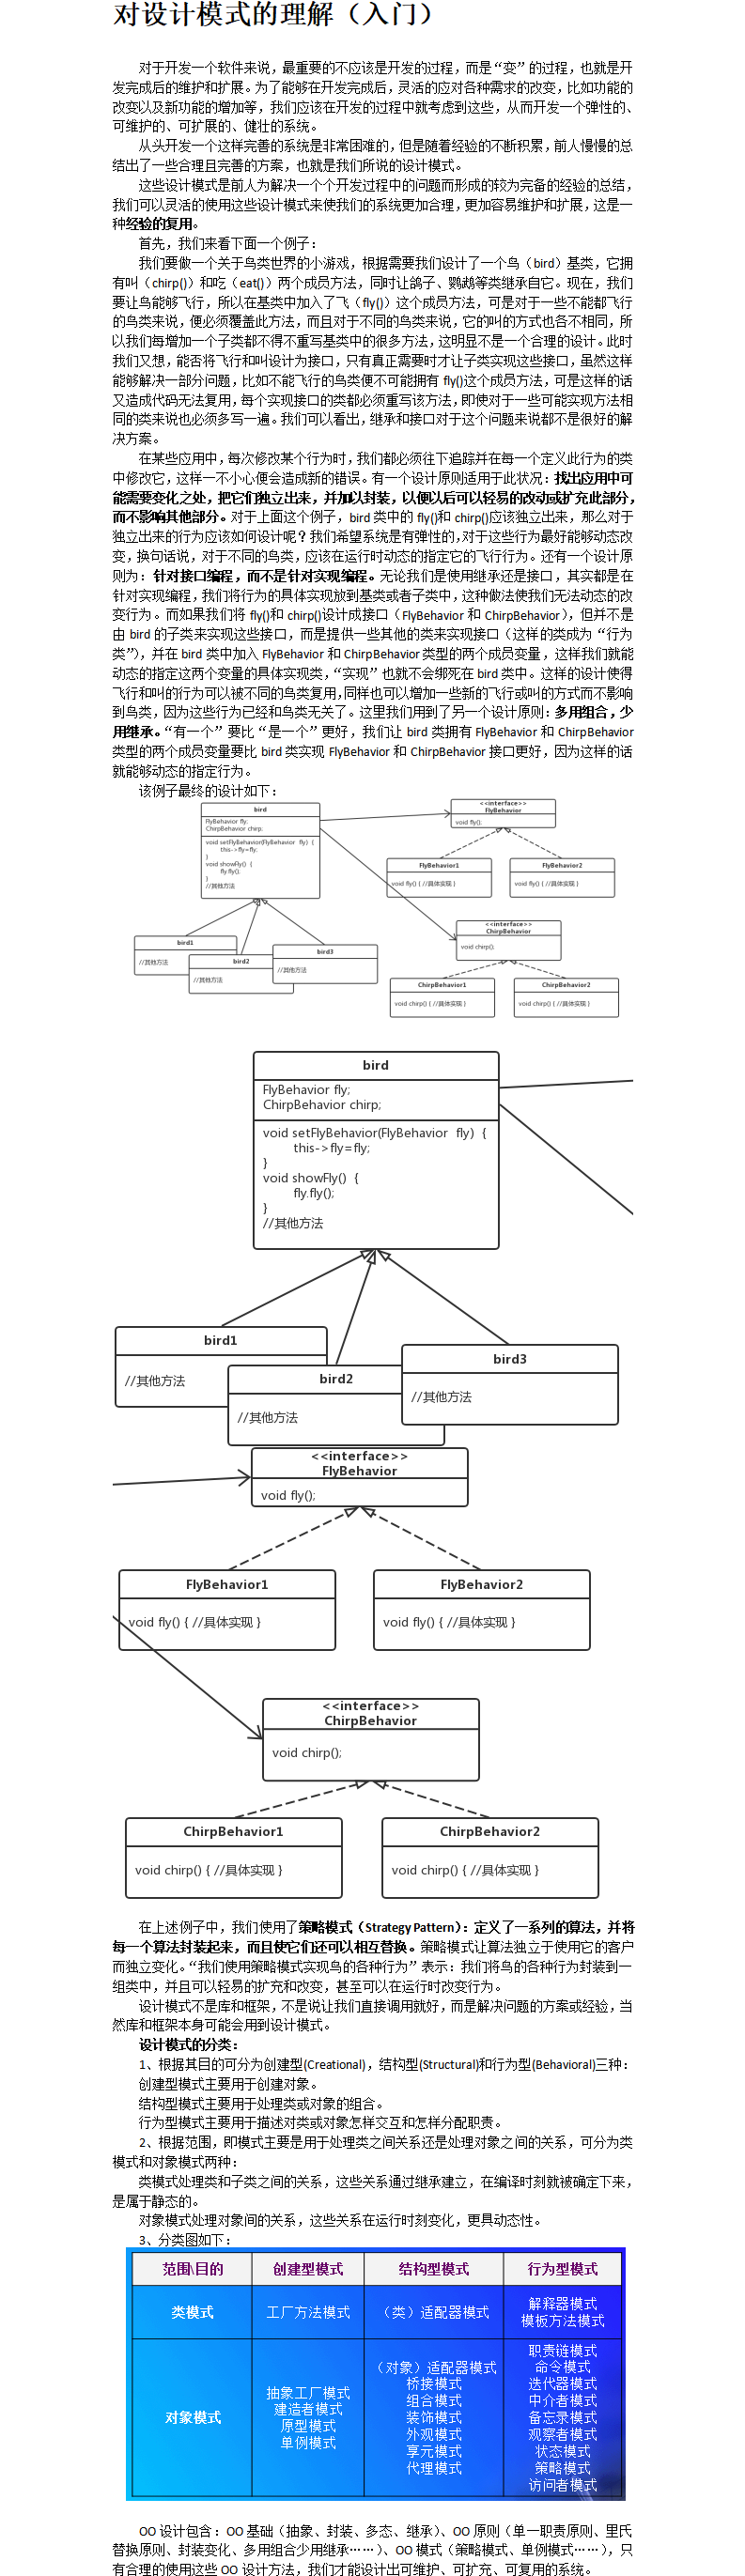 对设计模式的理解（入门）
对于开发一个软件来说，最重要的不应该是开发的过程，而是“变”的过程，也就是开
发完成后的维护和扩展。为了能够在开发完成后，灵活的应对各种需求的改变，比如功能的
改变以及新功能的增加等，我们应该在开发的过程中就考虑到这些，从而开发一个弹性的、
可维护的、可扩展的、健壮的系统。
从头开发一个这样完善的系统是非常困难的，但是随着经验的不断积累，前人慢慢的总
结出了一些合理且完善的方案，也就是我们所说的设计模式。
这些设计模式是前人为解决一个个开发过程中的问题而形成的较为完备的经验的总结，
我们可以灵活的使用这些设计模式来使我们的系统更加合理，更加容易维护和扩展，这是一
种经验的复用。
首先，我们来看下面一个例子：
我们要做一个关于鸟类世界的小游戏，根据需要我们设计了一个鸟（bird）基类，它拥
有叫（chirp()）和吃（eat()）两个成员方法，同时让鸽子、鹦鹉等类继承自它。现在，我们
要让鸟能够飞行，所以在基类中加入了飞（fly()）这个成员方法，可是对于一些不能都飞行
的鸟类来说，便必须覆盖此方法，而且对于不同的鸟类来说，它的叫的方式也各不相同，所
以我们每增加一个子类都不得不重写基类中的很多方法，这明显不是一个合理的设计。此时
我们又想，能否将飞行和叫设计为接口，只有真正需要时才让子类实现这些接口，虽然这样
能够解决一部分问题，比如不能飞行的鸟类便不可能拥有 fly()这个成员方法，可是这样的话
又造成代码无法复用，每个实现接口的类都必须重写该方法，即使对于一些可能实现方法相
同的类来说也必须多写一遍。我们可以看出，继承和接口对于这个问题来说都不是很好的解
决方案。
在某些应用中，每次修改某个行为时，我们都必须往下追踪并在每一个定义此行为的类
中修改它，这样一不小心便会造成新的错误。有一个设计原则适用于此状况：找出应用中可
能需要变化之处，把它们独立出来，并加以封装，以便以后可以轻易的改动或扩充此部分，
而不影响其他部分。对于上面这个例子，bird 类中的 fly()和 chirp()应该独立出来，那么对于
独立出来的行为应该如何设计呢？我们希望系统是有弹性的，对于这些行为最好能够动态改
变，换句话说，对于不同的鸟类，应该在运行时动态的指定它的飞行行为。还有一个设计原
则为：针对接口编程，而不是针对实现编程。无论我们是使用继承还是接口，其实都是在
针对实现编程，我们将行为的具体实现放到基类或者子类中，这种做法使我们无法动态的改
变行为。而如果我们将 fly()和 chirp()设计成接口（FlyBehavior 和 ChirpBehavior），但并不是
由 bird 的子类来实现这些接口，而是提供一些其他的类来实现接口（这样的类成为“行为
类”），并在 bird 类中加入 FlyBehavior 和 ChirpBehavior 类型的两个成员变量，这样我们就能
动态的指定这两个变量的具体实现类，“实现”也就不会绑死在 bird 类中。这样的设计使得
飞行和叫的行为可以被不同的鸟类复用，同样也可以增加一些新的飞行或叫的方式而不影响
到鸟类，因为这些行为已经和鸟类无关了。这里我们用到了另一个设计原则：多用组合，少
用继承。“有一个”要比“是一个”更好，我们让 bird 类拥有 FlyBehavior 和 ChirpBehavior
类型的两个成员变量要比 bird 类实现 FlyBehavior 和 ChirpBehavior 接口更好，因为这样的话
就能够动态的指定行为。
该例子最终的设计如下：
bird
FlyBehavior fly;
ChirpBehavior chirp;
void setFlyBehavior(FlyBehavior fly) {
this->fly=fly;
}
void showFly() {
fly.fly();
}
//其他方法
<<interface>>
FlyBehavior
void fly();
FlyBehavior1
void fly() { //具体实现 }
FlyBehavior2
void fly() { //具体实现 }
<<interface>>
ChirpBehavior
void chirp();
bird1
//其他方法
bird2
//其他方法
bird3
//其他方法
ChirpBehavior1
void chirp() { //具体实现 }
ChirpBehavior2
void chirp() { //具体实现 }
bird
FlyBehavior fly;
ChirpBehavior chirp;
void setFlyBehavior(FlyBehavior fly) {
this->fly=fly;
}
void showFly() {
fly.fly();
}
//其他方法
bird1
//其他方法
bird2
//其他方法
bird3
//其他方法
<<interface>>
FlyBehavior
void fly();
FlyBehavior1
void fly() { //具体实现 }
FlyBehavior2
void fly() { //具体实现 }
<<interface>>
ChirpBehavior
void chirp();
ChirpBehavior1
void chirp() { //具体实现 }
ChirpBehavior2
void chirp() { //具体实现 }
在上述例子中，我们使用了策略模式（Strategy Pattern）：定义了一系列的算法，并将
每一个算法封装起来，而且使它们还可以相互替换。策略模式让算法独立于使用它的客户
而独立变化。“我们使用策略模式实现鸟的各种行为”表示：我们将鸟的各种行为封装到一
组类中，并且可以轻易的扩充和改变，甚至可以在运行时改变行为。
设计模式不是库和框架，不是说让我们直接调用就好，而是解决问题的方案或经验，当
然库和框架本身可能会用到设计模式。
设计模式的分类：
1、根据其目的可分为创建型(Creational)，结构型(Structural)和行为型(Behavioral)三种：
创建型模式主要用于创建对象。
结构型模式主要用于处理类或对象的组合。
行为型模式主要用于描述对类或对象怎样交互和怎样分配职责。
2、根据范围，即模式主要是用于处理类之间关系还是处理对象之间的关系，可分为类
模式和对象模式两种：
类模式处理类和子类之间的关系，这些关系通过继承建立，在编译时刻就被确定下来，
是属于静态的。
对象模式处理对象间的关系，这些关系在运行时刻变化，更具动态性。
3、分类图如下：
范围\目的 创建型模式 结构型模式 行为型模式
类模式 工厂方法模式 （类）适配器模式 解释器模式
模板方法模式
对象模式
抽象工厂模式
建造者模式
原型模式
单例模式
（对象）适配器模式
桥接模式
组合模式
装饰模式
外观模式
享元模式
代理模式
职责链模式
命令模式
迭代器模式
中介者模式
备忘录模式
观察者模式
状态模式
策略模式
访问者模式
OO 设计包含：OO 基础（抽象、封装、多态、继承）、OO 原则（单一职责原则、里氏
替换原则、封装变化、多用组合少用继承……）、OO 模式（策略模式、单例模式……），只
有合理的使用这些 OO 设计方法，我们才能设计出可维护、可扩充、可复用的系统。